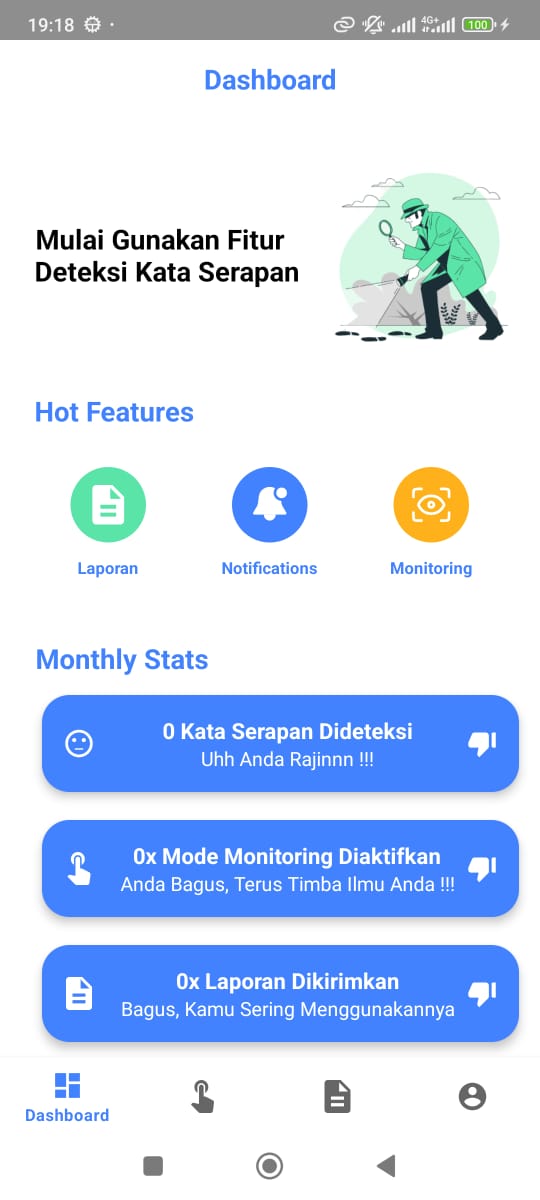 19:18
4G+
100
Dashboard
Mulai Gunakan Fitur
Deteksi Kata Serapan
Hot Features
Laporan
Notifications
Monitoring
Monthly Stats
0 Kata Serapan Dideteksi
Uhh Anda Rajinnn !!!
0x Mode Monitoring Diaktifkan
Anda Bagus, Terus Timba Ilmu Anda !!!
0x Laporan Dikirimkan
Bagus, Kamu Sering Menggunakannya
Dashboard